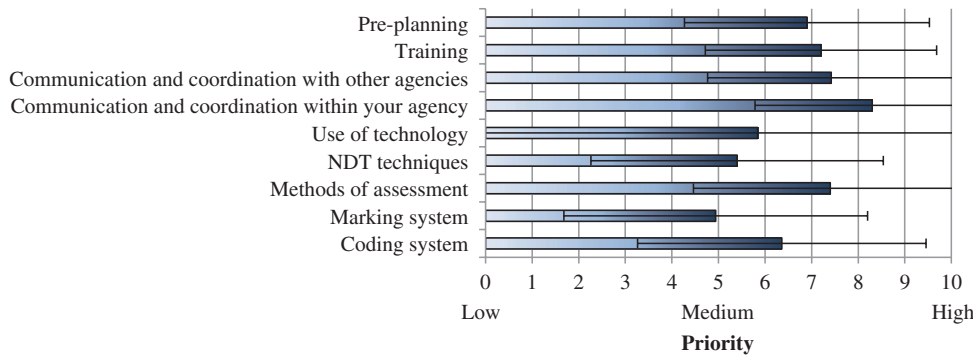 Pre-planning
Training
Communication and coordination with other agencies
Communication and coordination within your agency
Use of technology
NDT techniques
Methods of assessment
Marking system
Coding system
0 1 2 3 4 5 6 7 8 9 10
Low Medium High
Priority